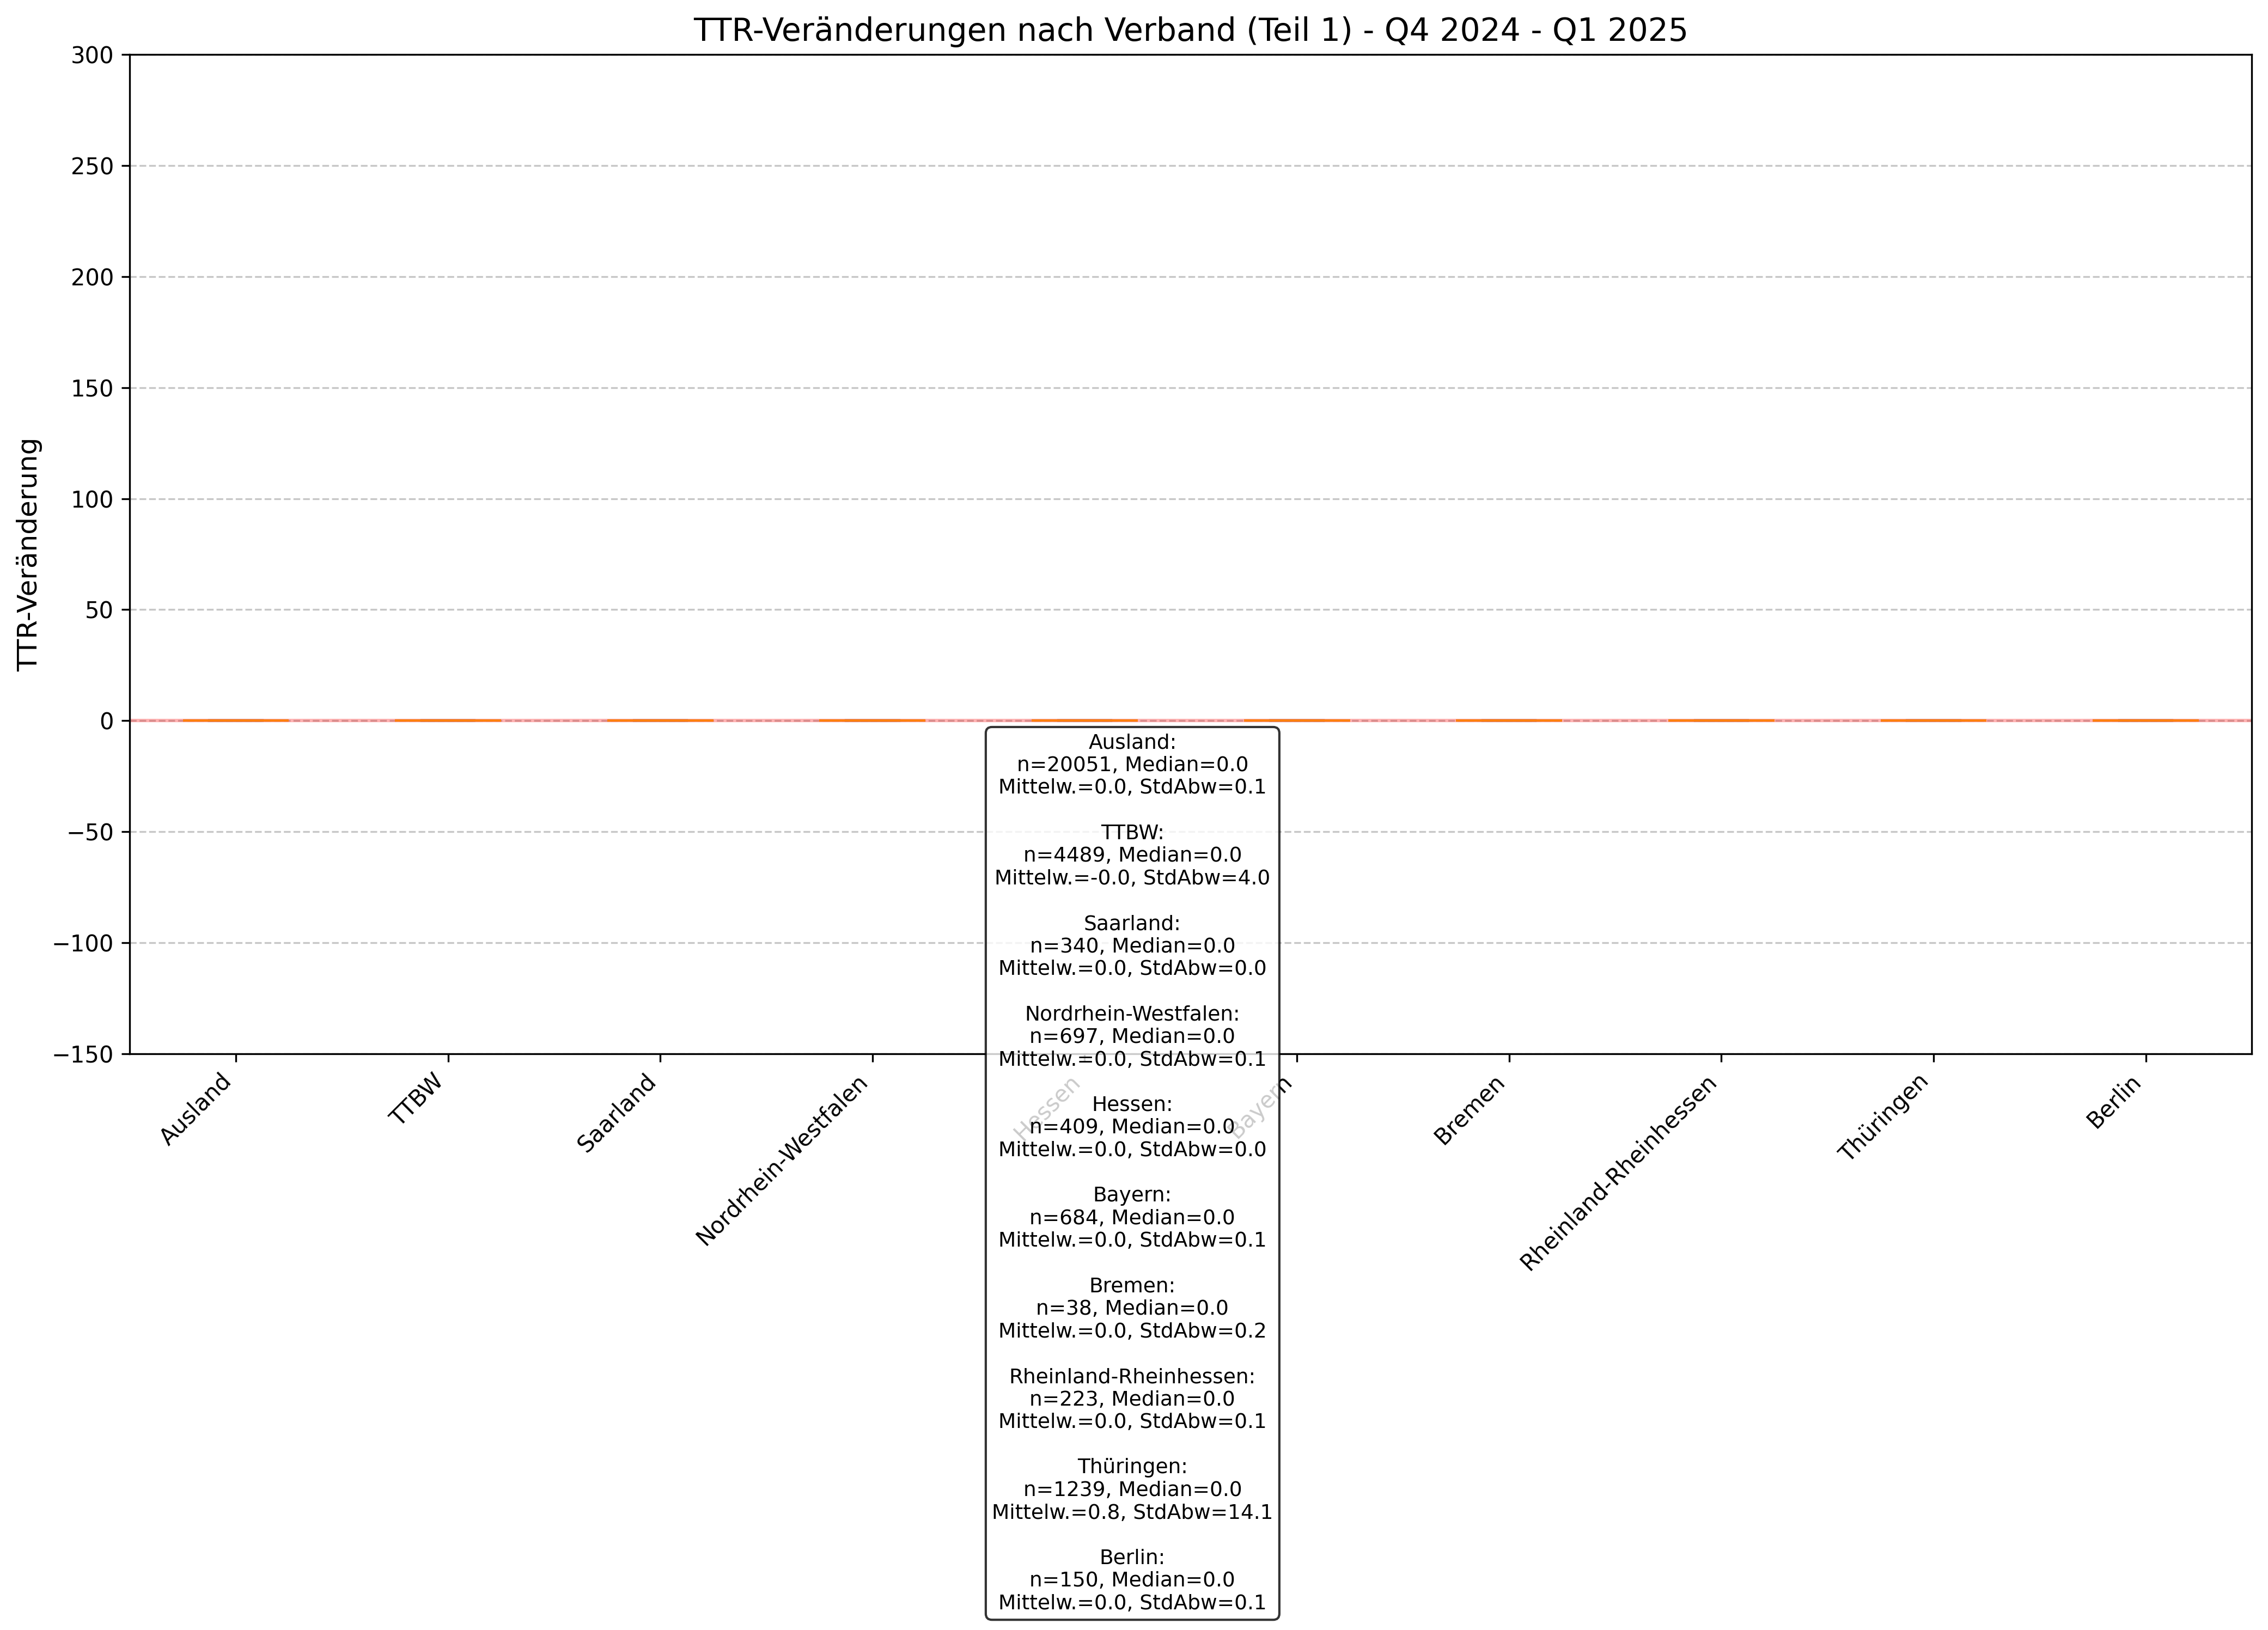 TTR-Veränderungen nach Verband (Teil 1) - Q4 2024 - Q1 2025
TTR-Veränderung
300
250
200
150
100
50
0
−50
−100
−150
Ausland
TTBW
Saarland
Nordrhein-Westfalen
Hessen
Bayern
Bremen
Rheinland-Rheinhessen
Thüringen
Berlin
Ausland:
n=20051, Median=0.0
Mittelw.=0.0, StdAbw=0.1
TTBW:
n=4489, Median=0.0
Mittelw.=-0.0, StdAbw=4.0
Saarland:
n=340, Median=0.0
Mittelw.=0.0, StdAbw=0.0
Nordrhein-Westfalen:
n=697, Median=0.0
Mittelw.=0.0, StdAbw=0.1
Hessen:
n=409, Median=0.0
Mittelw.=0.0, StdAbw=0.0
Bayern:
n=684, Median=0.0
Mittelw.=0.0, StdAbw=0.1
Bremen:
n=38, Median=0.0
Mittelw.=0.0, StdAbw=0.2
Rheinland-Rheinhessen:
n=223, Median=0.0
Mittelw.=0.0, StdAbw=0.1
Thüringen:
n=1239, Median=0.0
Mittelw.=0.8, StdAbw=14.1
Berlin:
n=150, Median=0.0
Mittelw.=0.0, StdAbw=0.1